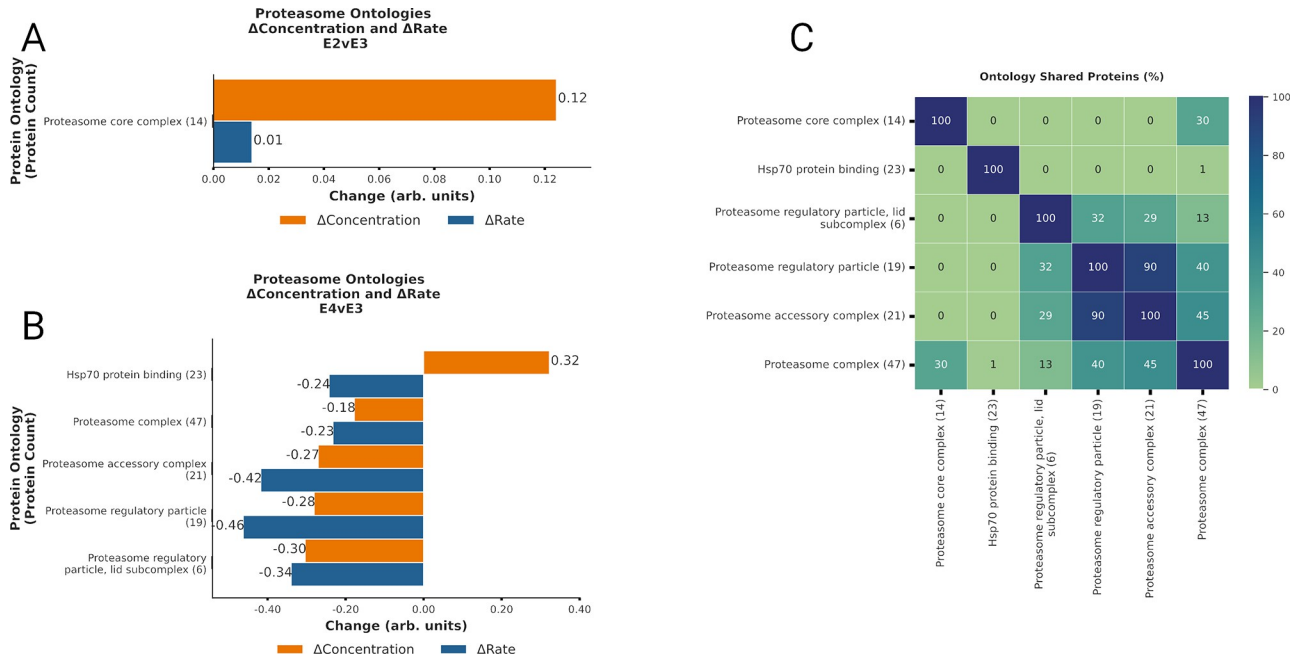 A
Proteasome Ontologies
ΔConcentration and ΔRate
E2vE3
Protein Ontology
(Protein Count)
Proteasome core complex (14)
0.12
0.01
0.00 0.02 0.04 0.06 0.08 0.10 0.12
Change (arb. units)
ΔConcentration ΔRate
B
Proteasome Ontologies
ΔConcentration and ΔRate
E4vE3
Protein Ontology
(Protein Count)
Hsp70 protein binding (23)
0.32
-0.24
Proteasome complex (47)
-0.18
-0.23
Proteasome accessory complex
(21)
-0.27
-0.42
Proteasome regulatory particle
(19)
-0.28
-0.46
Proteasome regulatory
particle, lid subcomplex (6)
-0.30
-0.34
-0.40 -0.20 0.00 0.20 0.40
Change (arb. units)
ΔConcentration ΔRate
C
Ontology Shared Proteins (%)
Proteasome core complex (14) 100 0 0 0 0 30
Hsp70 protein binding (23) 0 100 0 0 0 1
Proteasome regulatory particle, lid
subcomplex (6) 0 0 100 32 29 13
Proteasome regulatory particle (19) 0 0 32 100 90 40
Proteasome accessory complex (21) 0 0 29 90 100 45
Proteasome complex (47) 30 1 13 40 45 100
Proteasome core complex (14)
Hsp70 protein binding (23)
Proteasome regulatory particle, lid
subcomplex (6)
Proteasome regulatory particle (19)
Proteasome accessory complex (21)
Proteasome complex (47)
100
80
60
40
20
0